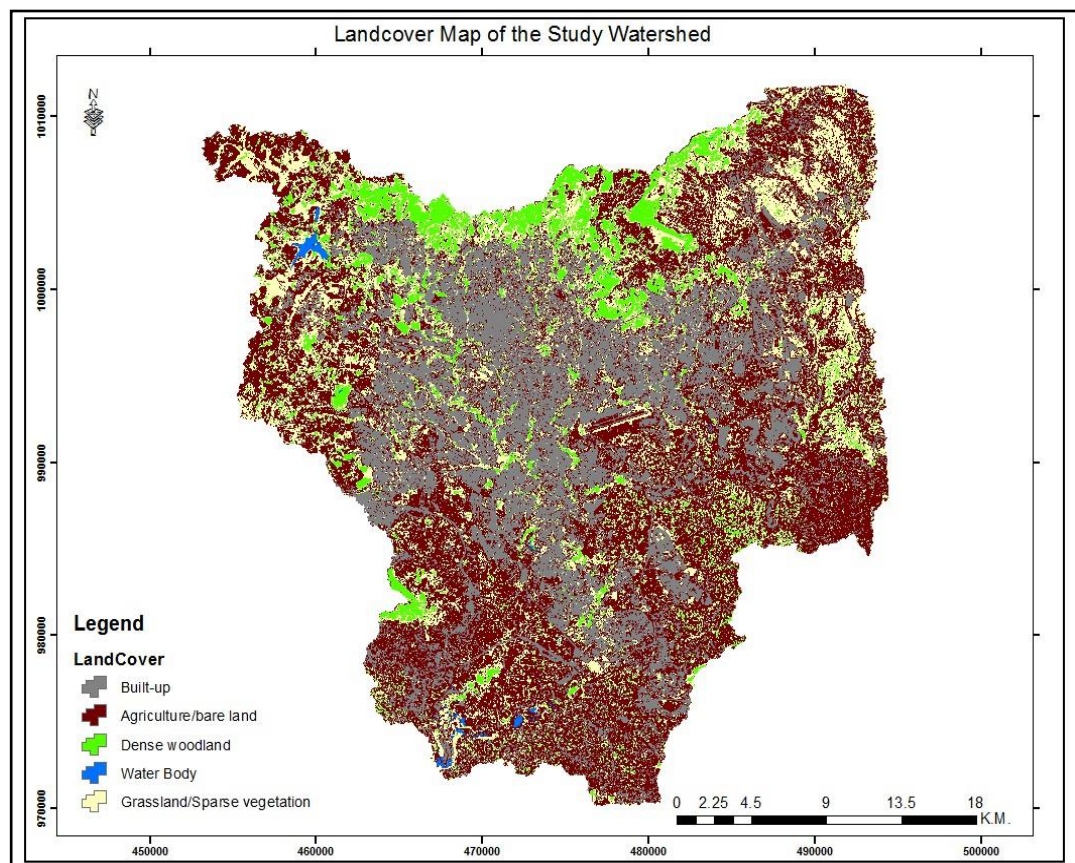 Landcover Map of the Study Watershed
N
1010000
1000000
990000
980000
970000
Legend
LandCover
Built-up
Agriculture/bare land
Dense woodland
Water Body
Grassland/Sparse vegetation
0 2.25 4.5 9 13.5 18
K.M.
450000 460000 470000 480000 490000 500000